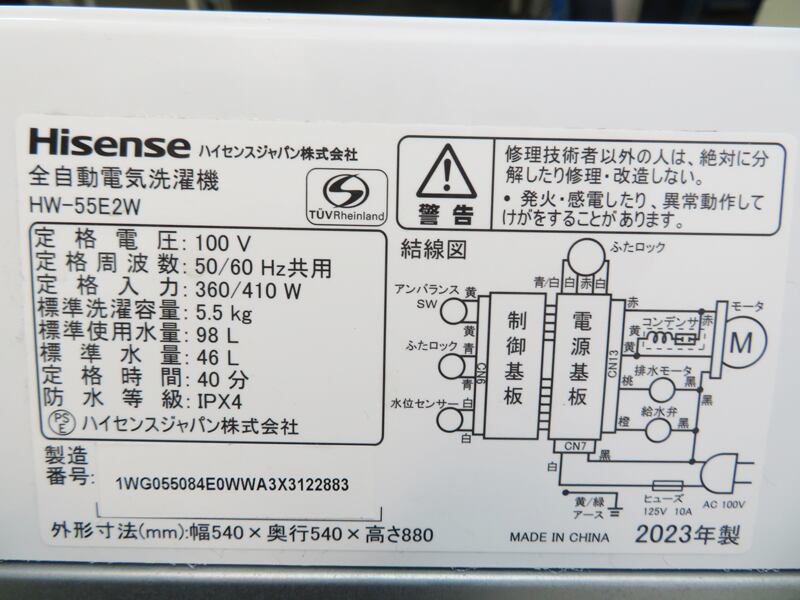 Hisense ハイセンスジャパン株式会社
全自動電気洗濯機
HW-55E2W
TÜVRheinland
定格電圧:100 V
定格周波数:50/60 Hz共用
定格入力:360/410 W
標準洗濯容量:5.5 kg
標準使用水量:98 L
標準水量:46 L
定格時間:40 分
防水等級:IPX4
PSE ハイセンスジャパン株式会社
製造
番号: 1WG055084E0WWA3X3122883
外形寸法(mm):幅540×奥行540×高さ880
警告
修理技術者以外の人は、絶対に分
解したり修理・改造しない。
・発火・感電したり、異常動作して
けがをすることがあります。
結線図
ふたロック
青/白 白 赤 白
アンバランス
SW
黄
黄
ふたロック
青
青
水位センサー
白
白
CN6
制御基板
電源基板
CN13
CN7
赤
モータ
M
黄
コンデンサ
赤
黄
黒
桃
排水モータ
黒
橙
給水弁
黒
白
黒
黄/緑
アース
ヒューズ
125V 10A
AC 100V
MADE IN CHINA 2023年製